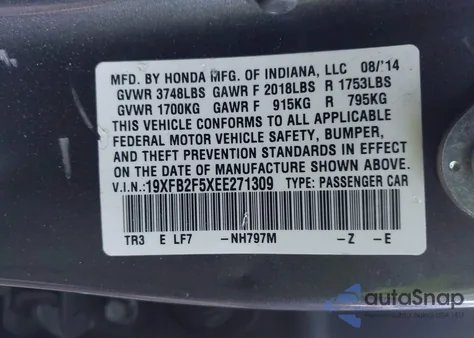 MFD. BY HONDA MFG. OF INDIANA, LLC 08/'14
GVWR 3748LBS GAWR F 2018LBS R 1753LBS
GVWR 1700KG GAWR F 915KG R 795KG
THIS VEHICLE CONFORMS TO ALL APPLICABLE
FEDERAL MOTOR VEHICLE SAFETY, BUMPER,
AND THEFT PREVENTION STANDARDS IN EFFECT
ON THE DATE OF MANUFACTURE SHOWN ABOVE.
V.I.N.:19XFB2F5XEE271309 TYPE: PASSENGER CAR
TR3 E LF7 -NH797M -Z -E
autoSnap